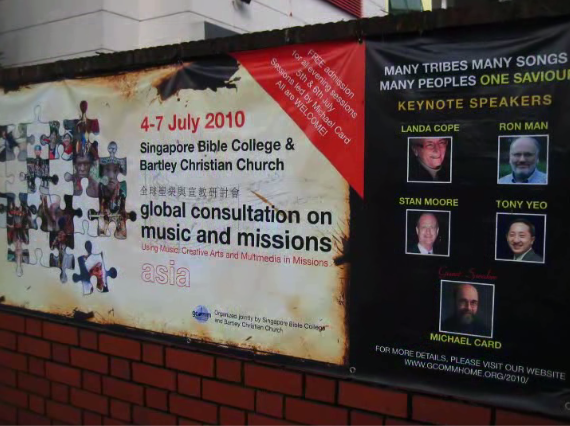 FREE admission
for all evening sessions
5th & 6th July
Sessions led by Michael Card
All are WELCOME!
4-7 July 2010
Singapore Bible College &
Bartley Christian Church
全球聖樂與宣教研討會
global consultation on
music and missions
Using Music, Creative Arts and Multimedia in Missions
asia
Organized jointly by Singapore Bible College
and Bartley Christian Church
MANY TRIBES MANY SONGS
MANY PEOPLES ONE SAVIOU
KEYNOTE SPEAKERS
LANDA COPE
RON MAN
STAN MOORE
TONY YEO
Guest Speaker
MICHAEL CARD
FOR MORE DETAILS, PLEASE VISIT OUR WEBSITE
WWW.GCOMMHOME.ORG/2010/